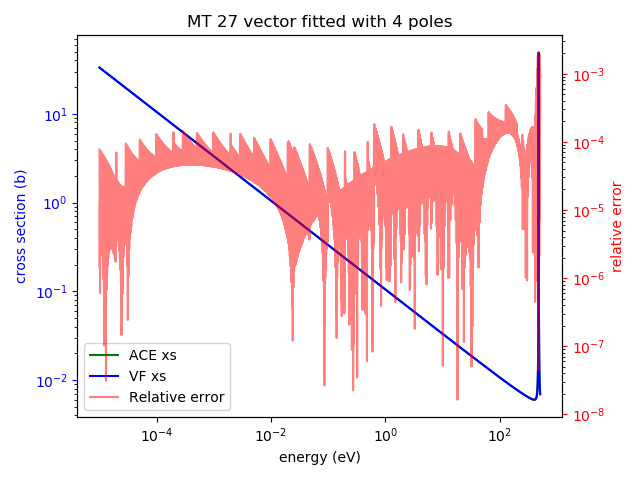 MT 27 vector fitted with 4 poles
cross section (b)
10¹
10⁰
10⁻¹
10⁻²
10⁻³
10⁻⁴
10⁻⁵
10⁻⁶
10⁻⁷
10⁻⁸
relative error
ACE xs
VF xs
Relative error
10⁻⁴
10⁻²
10⁰
10²
energy (eV)